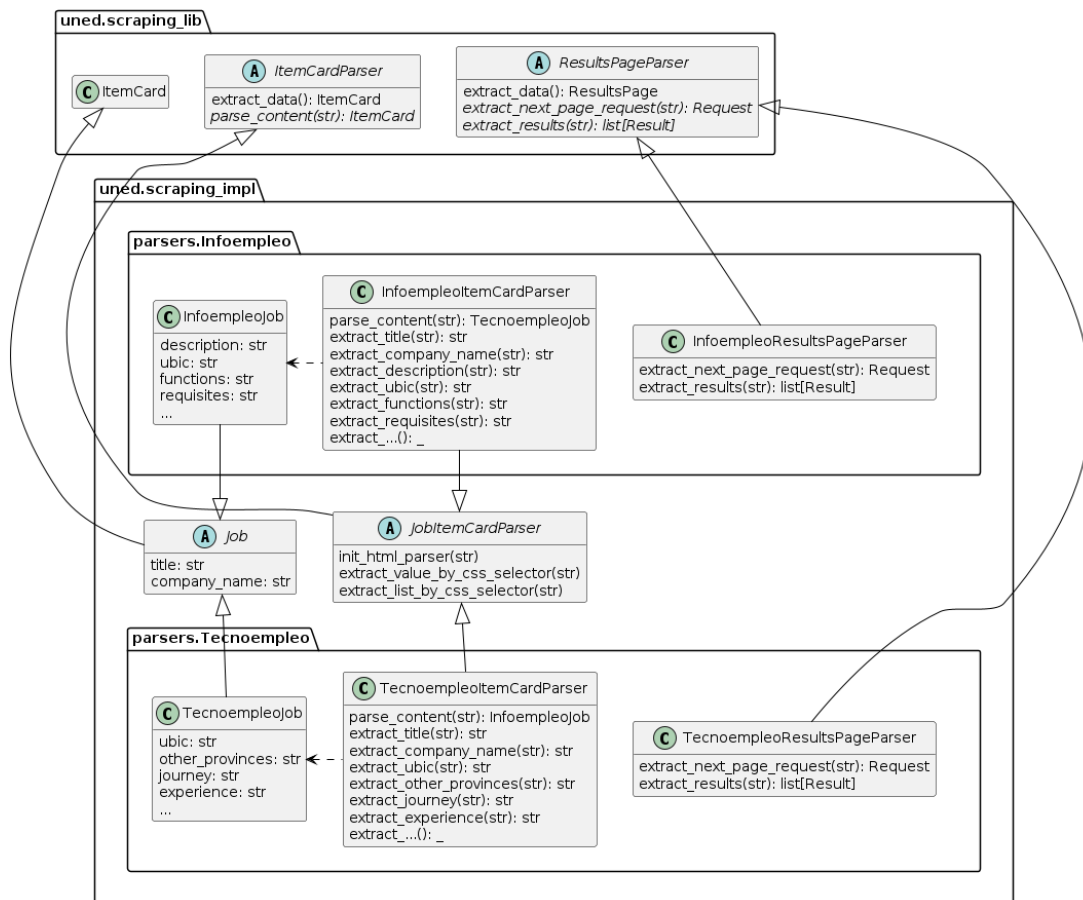 uned.scraping_lib
C ItemCard
A ItemCardParser
extract_data(): ItemCard
parse_content(str): ItemCard
A ResultsPageParser
extract_data(): ResultsPage
extract_next_page_request(str): Request
extract_results(str): list[Result]
uned.scraping_impl
parsers.Infoempleo
C InfoempleoJob
description: str
ubic: str
functions: str
requisites: str
...
C InfoempleoItemCardParser
parse_content(str): TecnoempleoJob
extract_title(str): str
extract_company_name(str): str
extract_description(str): str
extract_ubic(str): str
extract_functions(str): str
extract_requisites(str): str
extract_...(): _
C InfoempleoResultsPageParser
extract_next_page_request(str): Request
extract_results(str): list[Result]
A Job
title: str
company_name: str
A JobItemCardParser
init_html_parser(str)
extract_value_by_css_selector(str)
extract_list_by_css_selector(str)
parsers.Tecnoempleo
C TecnoempleoJob
ubic: str
other_provinces: str
journey: str
experience: str
...
C TecnoempleoItemCardParser
parse_content(str): InfoempleoJob
extract_title(str): str
extract_company_name(str): str
extract_ubic(str): str
extract_other_provinces(str): str
extract_journey(str): str
extract_experience(str): str
extract_...(): _
C TecnoempleoResultsPageParser
extract_next_page_request(str): Request
extract_results(str): list[Result]